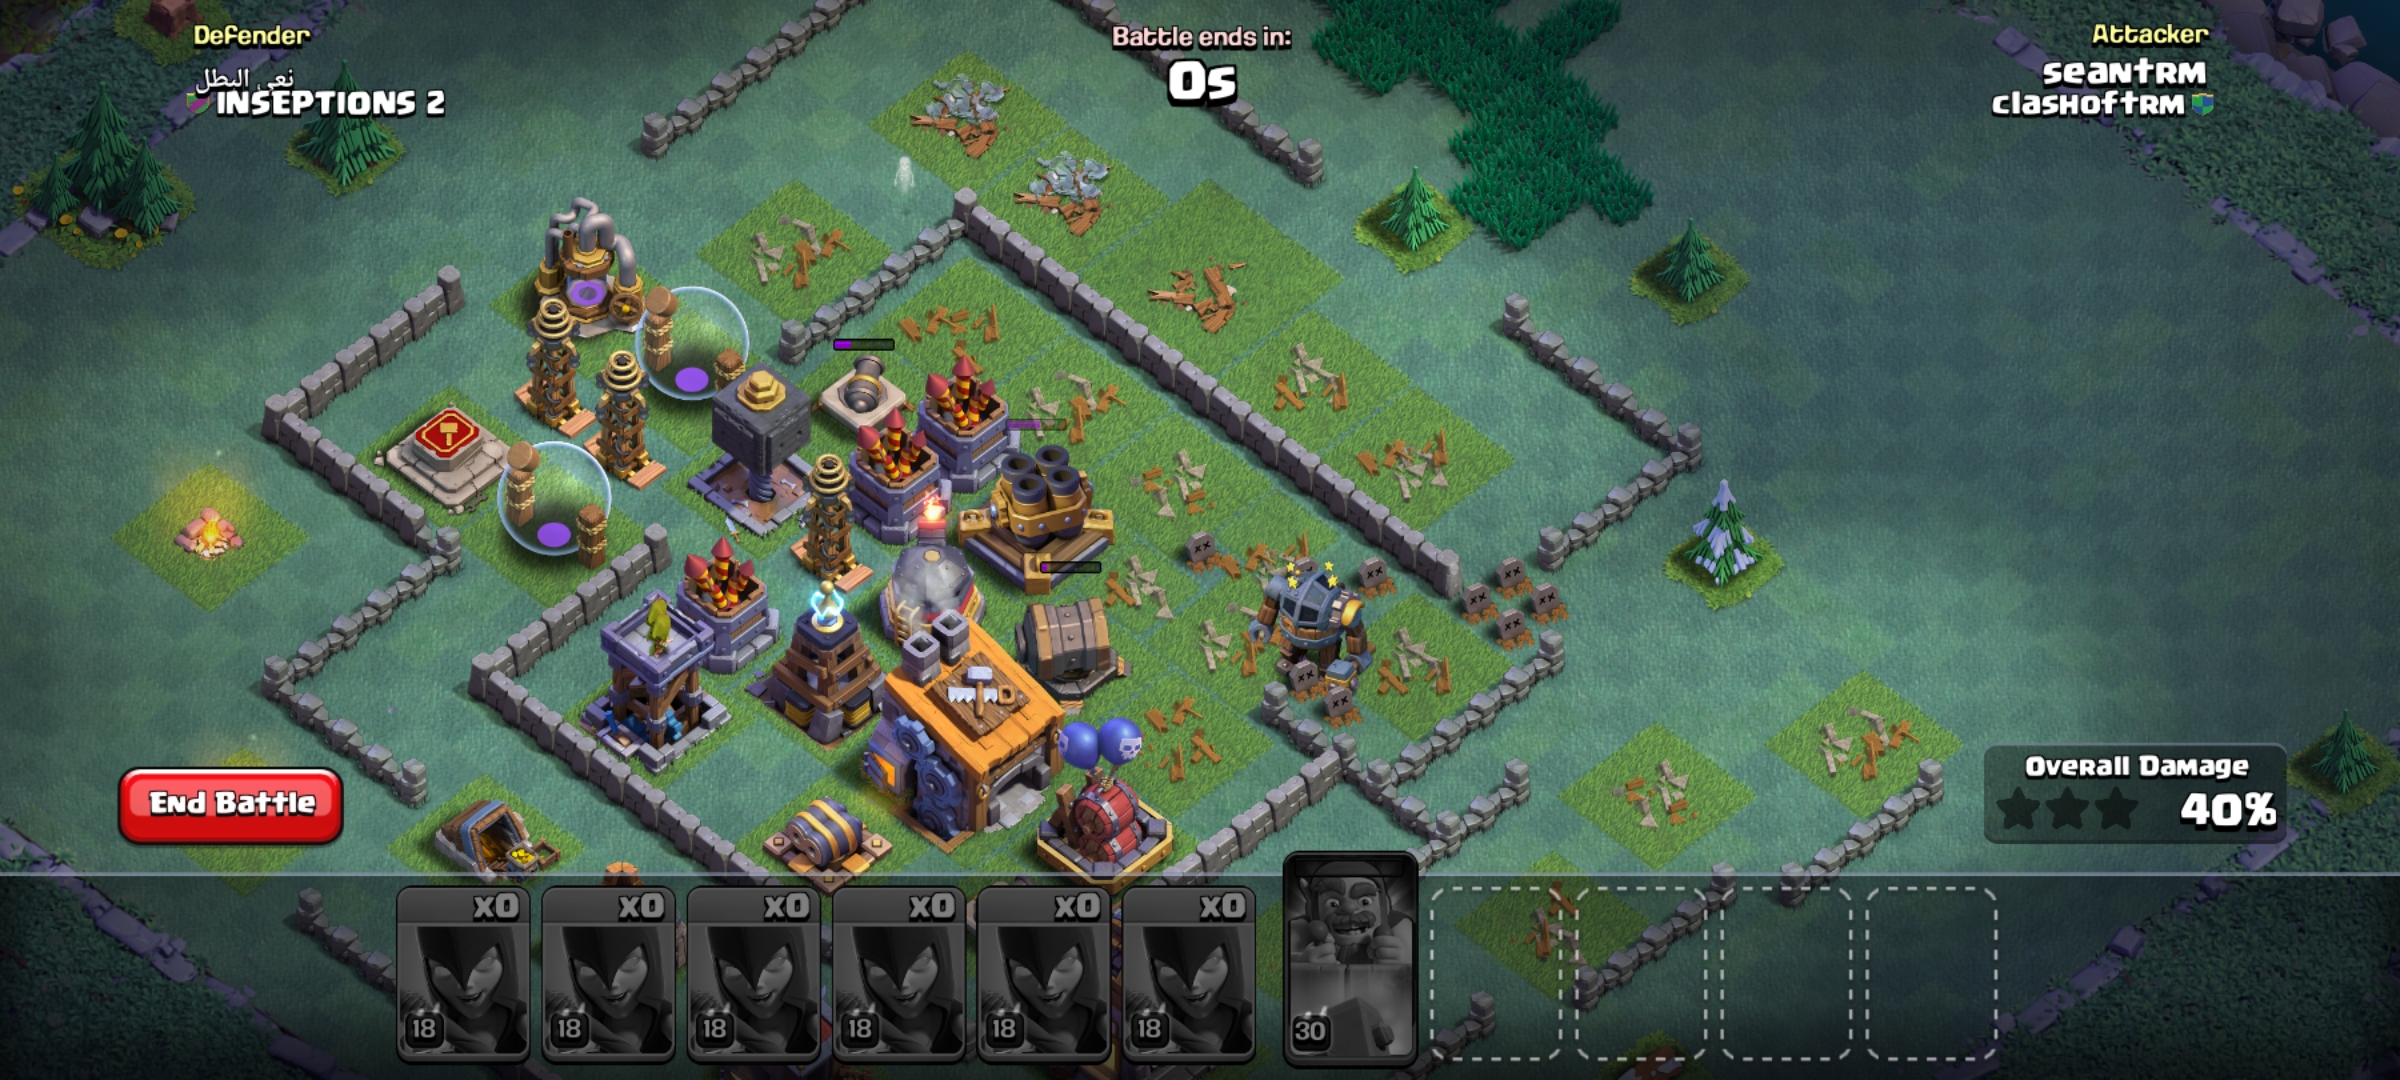 Defender
نعي البطل
INSEPTIONS 2
Battle ends in:
0s
Attacker
seantRM
clashoftRM
End Battle
Overall Damage
40%
x0
x0
x0
x0
x0
x0
18
18
18
18
18
18
30